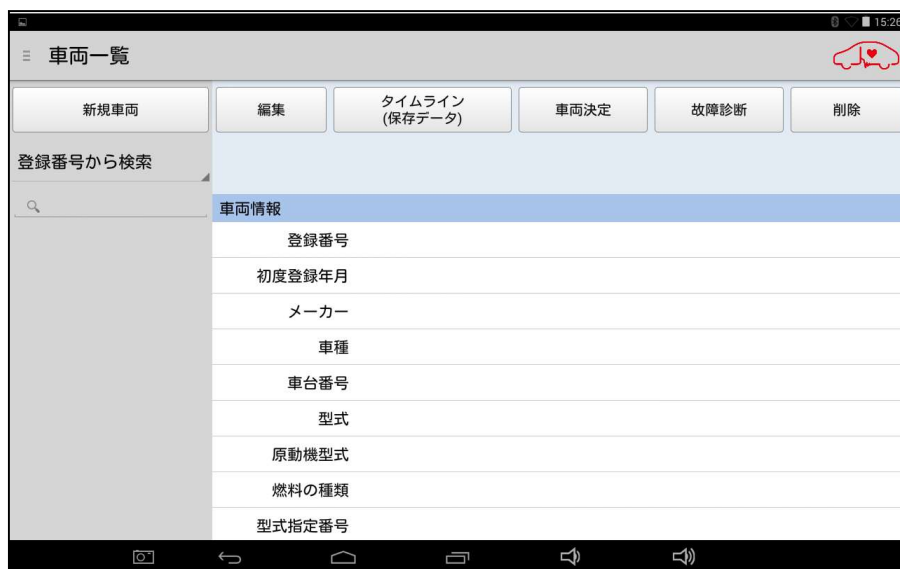 15:26
車両一覧
新規車両
編集
タイムライン
(保存データ)
車両決定
故障診断
削除
登録番号から検索
車両情報
登録番号
初度登録年月
メーカー
車種
車台番号
型式
原動機型式
燃料の種類
型式指定番号